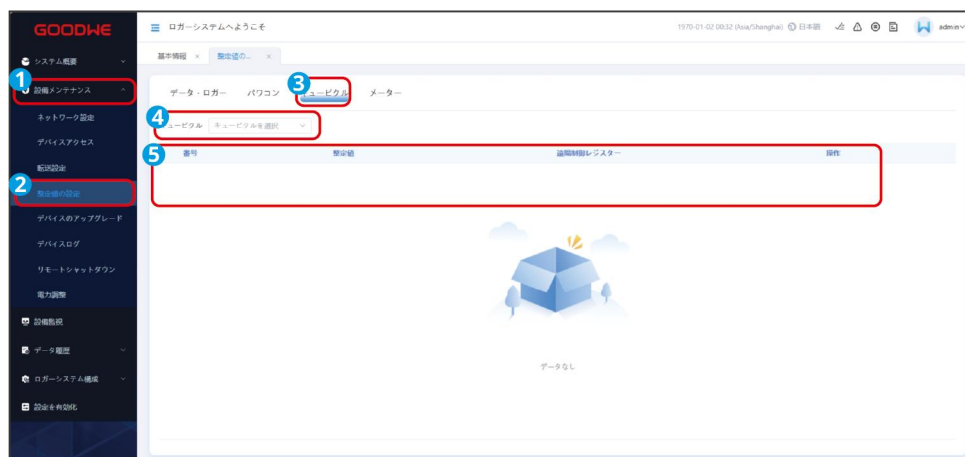 GOODWE
ロガーシステムへようこそ
1970-01-02 00:32 (Asia/Shanghai) 日本語
admin
システム概要
基本情報 ×
整定値の... ×
1
設備メンテナンス
データ・ロガー パワコン キュービクル メーター
3
ネットワーク設定
4
キュービクル キュービクルを選択
デバイスアクセス
5
番号 整定値 遠隔制御レジスター 操作
転送設定
2
整定値の設定
デバイスのアップグレード
デバイスログ
リモートシャットダウン
電力調整
設備監視
データ履歴
データなし
ロガーシステム構成
設定を有効化